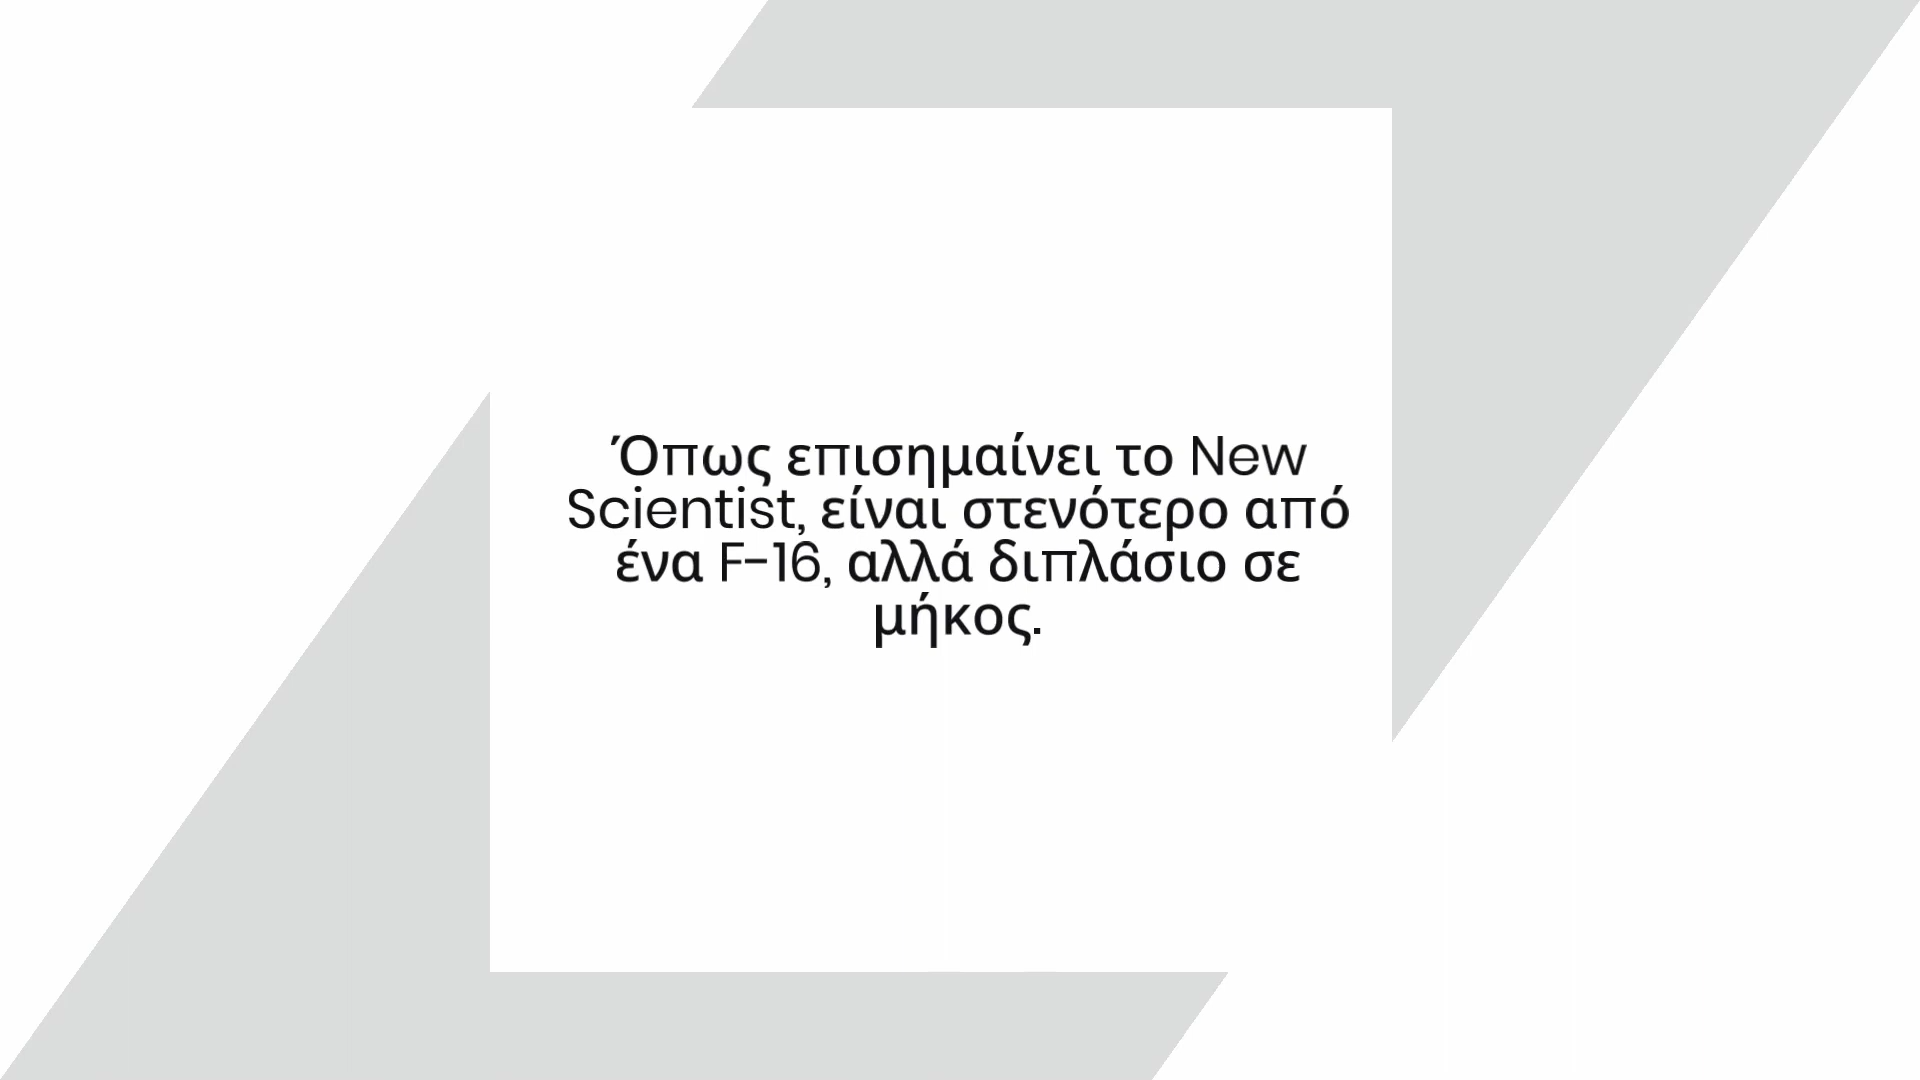 Όπως επισημαίνει το New
Scientist, είναι στενότερο από
ένα F-16, αλλά διπλάσιο σε
μήκος.